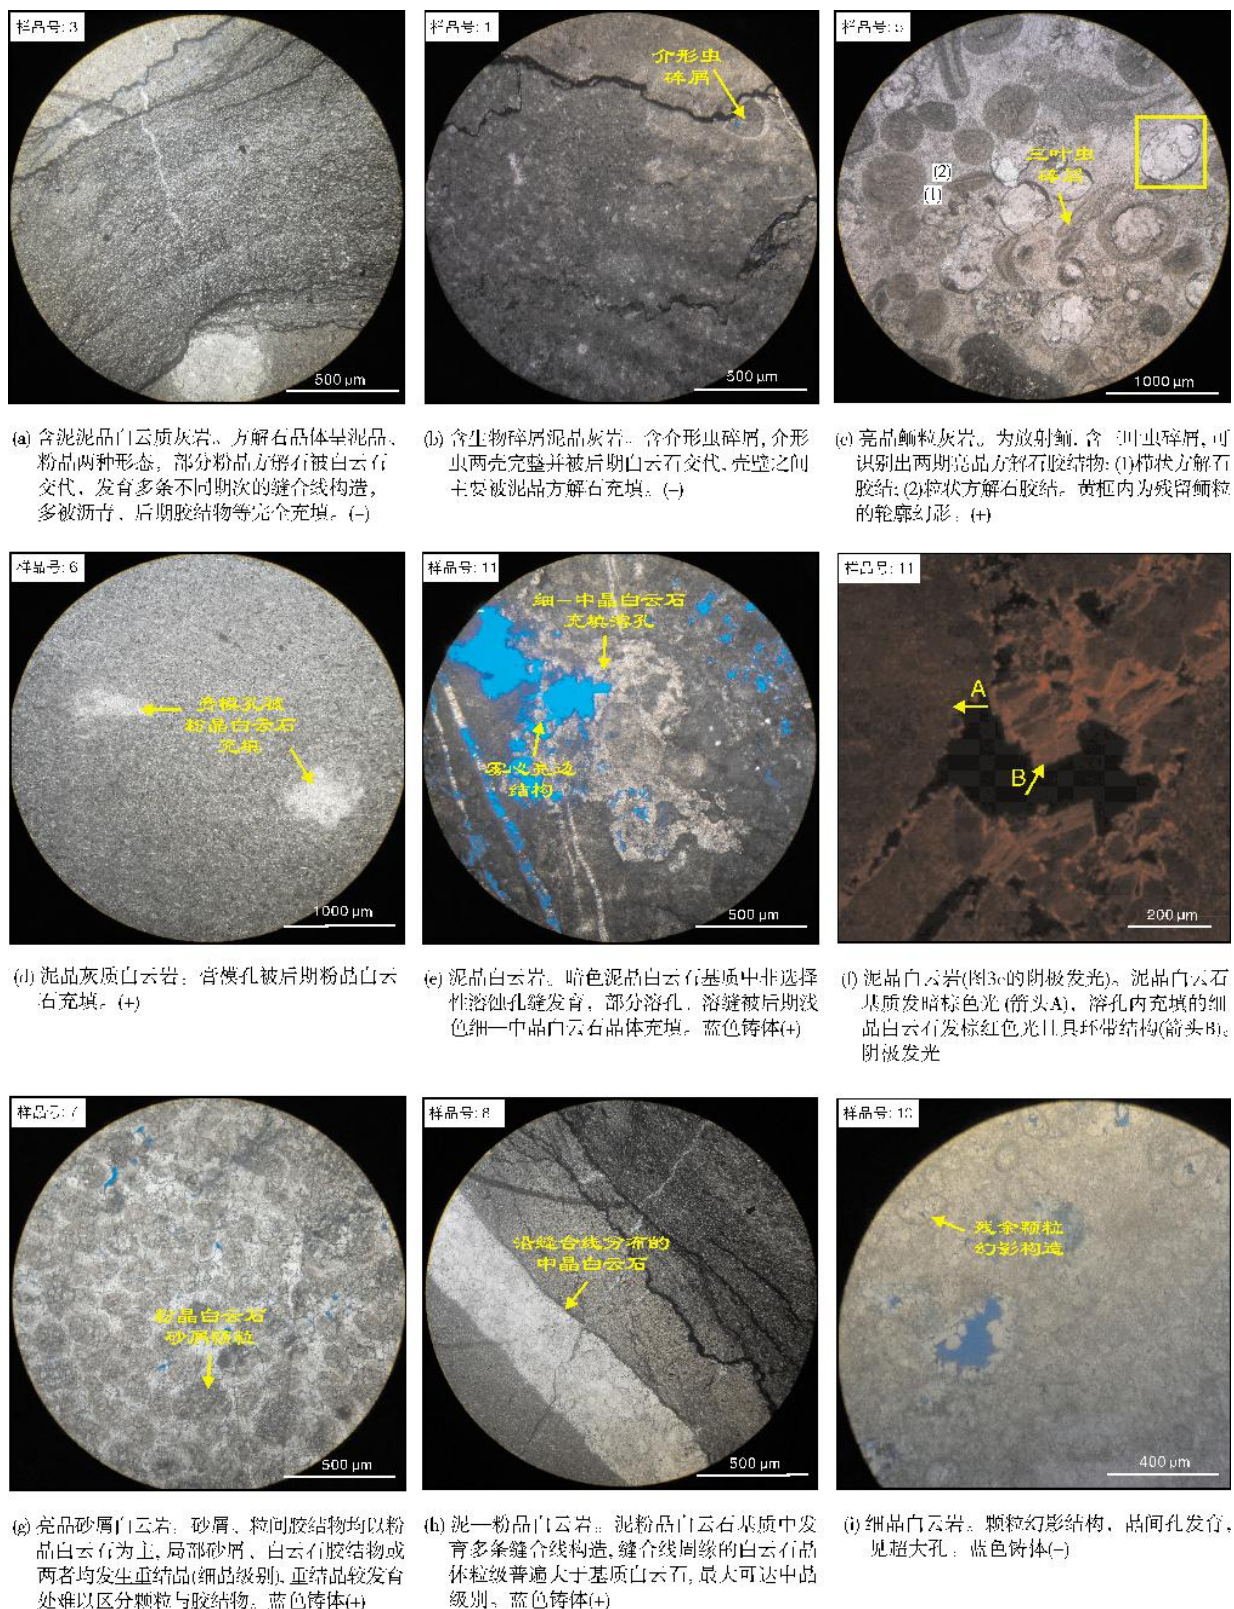 样品号: 3
样品号: 1
介形虫
碎屑
样品号: 5
三叶虫
碎屑
(2)
(1)
500 μm
500 μm
1000 μm
(a) 含泥泥晶白云质灰岩。方解石晶体呈泥晶、
粉晶两种形态，部分粉晶方解石被白云石
交代，发育多条不同期次的缝合线构造，
多被沥青、后期胶结物等完全充填。(−)
(b) 含生物碎屑泥晶灰岩。含介形虫碎屑, 介形
虫两壳完整并被后期白云石交代, 壳壁之间
主要被泥晶方解石充填。(−)
(c) 亮晶鲕粒灰岩。为放射鲕, 含三叶虫碎屑, 可
识别出两期亮晶方解石胶结物: (1)栉状方解石
胶结; (2)粒状方解石胶结。黄框内为残留鲕粒
的轮廓幻影。(+)
样品号: 6
膏模孔被
粉晶白云石
充填
1000 μm
样品号: 11
细—中晶白云石
充填溶孔
雾心亮边
结构
500 μm
样品号: 11
A
B
200 μm
(d) 泥晶灰质白云岩。膏模孔被后期粉晶白云
石充填。(+)
(e) 泥晶白云岩。暗色泥晶白云石基质中非选择
性溶蚀孔缝发育，部分溶孔、溶缝被后期浅
色细—中晶白云石晶体充填。蓝色铸体(+)
(f) 泥晶白云岩(图3e的阴极发光)。泥晶白云石
基质发暗棕色光 (箭头A)，溶孔内充填的细
晶白云石发棕红色光且具环带结构(箭头B)。
阴极发光
样品号: 7
粉晶白云石
砂屑颗粒
500 μm
样品号: 8
沿缝合线分布的
中晶白云石
500 μm
样品号: 10
残余颗粒
幻影构造
400 μm
(g) 亮晶砂屑白云岩。砂屑、粒间胶结物均以粉
晶白云石为主, 局部砂屑、白云石胶结物或
两者均发生重结晶(细晶级别), 重结晶较发育
处难以区分颗粒与胶结物。蓝色铸体(+)
(h) 泥—粉晶白云岩。泥粉晶白云石基质中发
育多条缝合线构造, 缝合线周缘的白云石晶
体粒级普遍大于基质白云石, 最大可达中晶
级别。蓝色铸体(+)
(i) 细晶白云岩。颗粒幻影结构，晶间孔发育，
见超大孔。蓝色铸体(−)